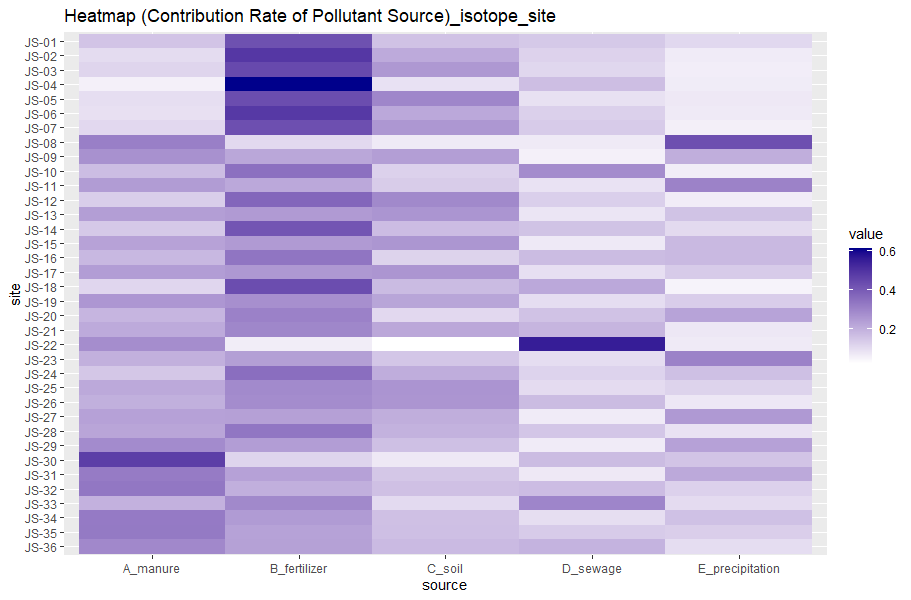 Heatmap (Contribution Rate of Pollutant Source)_isotope_site
JS-01
JS-02
JS-03
JS-04
JS-05
JS-06
JS-07
JS-08
JS-09
JS-10
JS-11
JS-12
JS-13
JS-14
JS-15
JS-16
JS-17
JS-18
JS-19
JS-20
JS-21
JS-22
JS-23
JS-24
JS-25
JS-26
JS-27
JS-28
JS-29
JS-30
JS-31
JS-32
JS-33
JS-34
JS-35
JS-36
site
A_manure B_fertilizer C_soil D_sewage E_precipitation
source
value
0.6
0.4
0.2